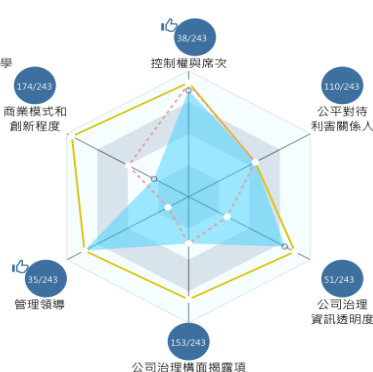 38/243
控制權與席次
學
174/243
商業模式和
創新程度
110/243
公平對待
利害關係人
35/243
管理領導
51/243
公司治理
資訊透明度
153/243
公司治理構面揭露項